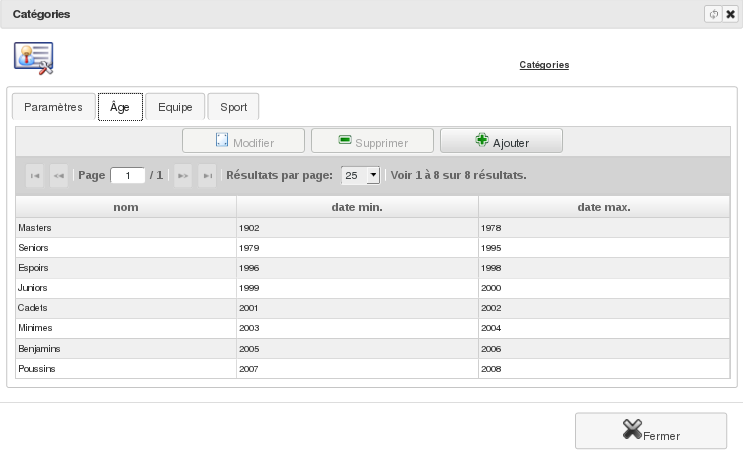 Catégories
Catégories
Paramètres Âge Equipe Sport
Modifier Supprimer Ajouter
Page 1 / 1 Résultats par page: 25 Voir 1 à 8 sur 8 résultats.
nom date min. date max.
Masters 1902 1978
Seniors 1979 1995
Espoirs 1996 1998
Juniors 1999 2000
Cadets 2001 2002
Minimes 2003 2004
Benjamins 2005 2006
Poussins 2007 2008
Fermer